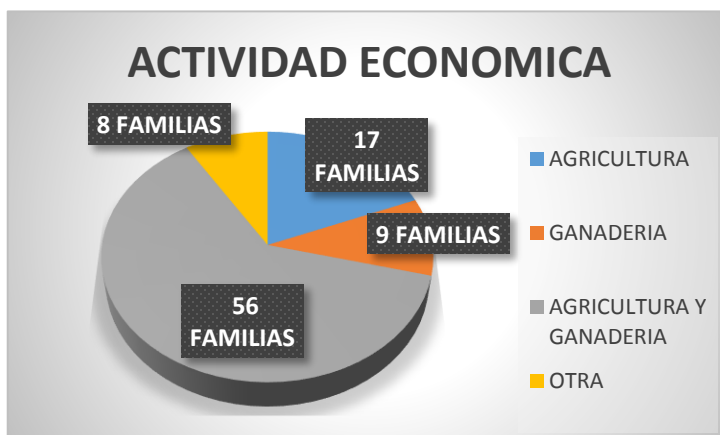 ACTIVIDAD ECONOMICA
8 FAMILIAS
17
FAMILIAS
9 FAMILIAS
56
FAMILIAS
AGRICULTURA
GANADERIA
AGRICULTURA Y
GANADERIA
OTRA